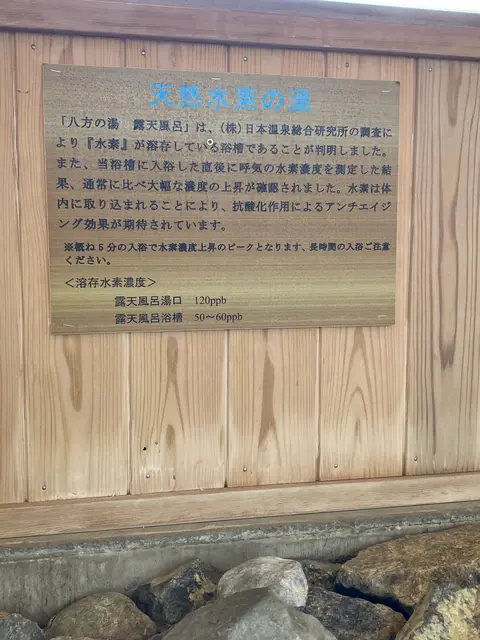 天然水素の湯
「八方の湯 露天風呂」は、(株)日本温泉総合研究所の調査に
より『水素』が溶存している浴槽であることが判明しました。
また、当浴槽に入浴した直後に呼気の水素濃度を測定した結
果、通常に比べ大幅な濃度の上昇が確認されました。水素は体
内に取り込まれることにより、抗酸化作用によるアンチエイジ
ング効果が期待されています。
※概ね5分の入浴で水素濃度上昇のピークとなります、長時間の入浴ご注意
ください。
<溶存水素濃度>
露天風呂湯口 120ppb
露天風呂浴槽 50~60ppb